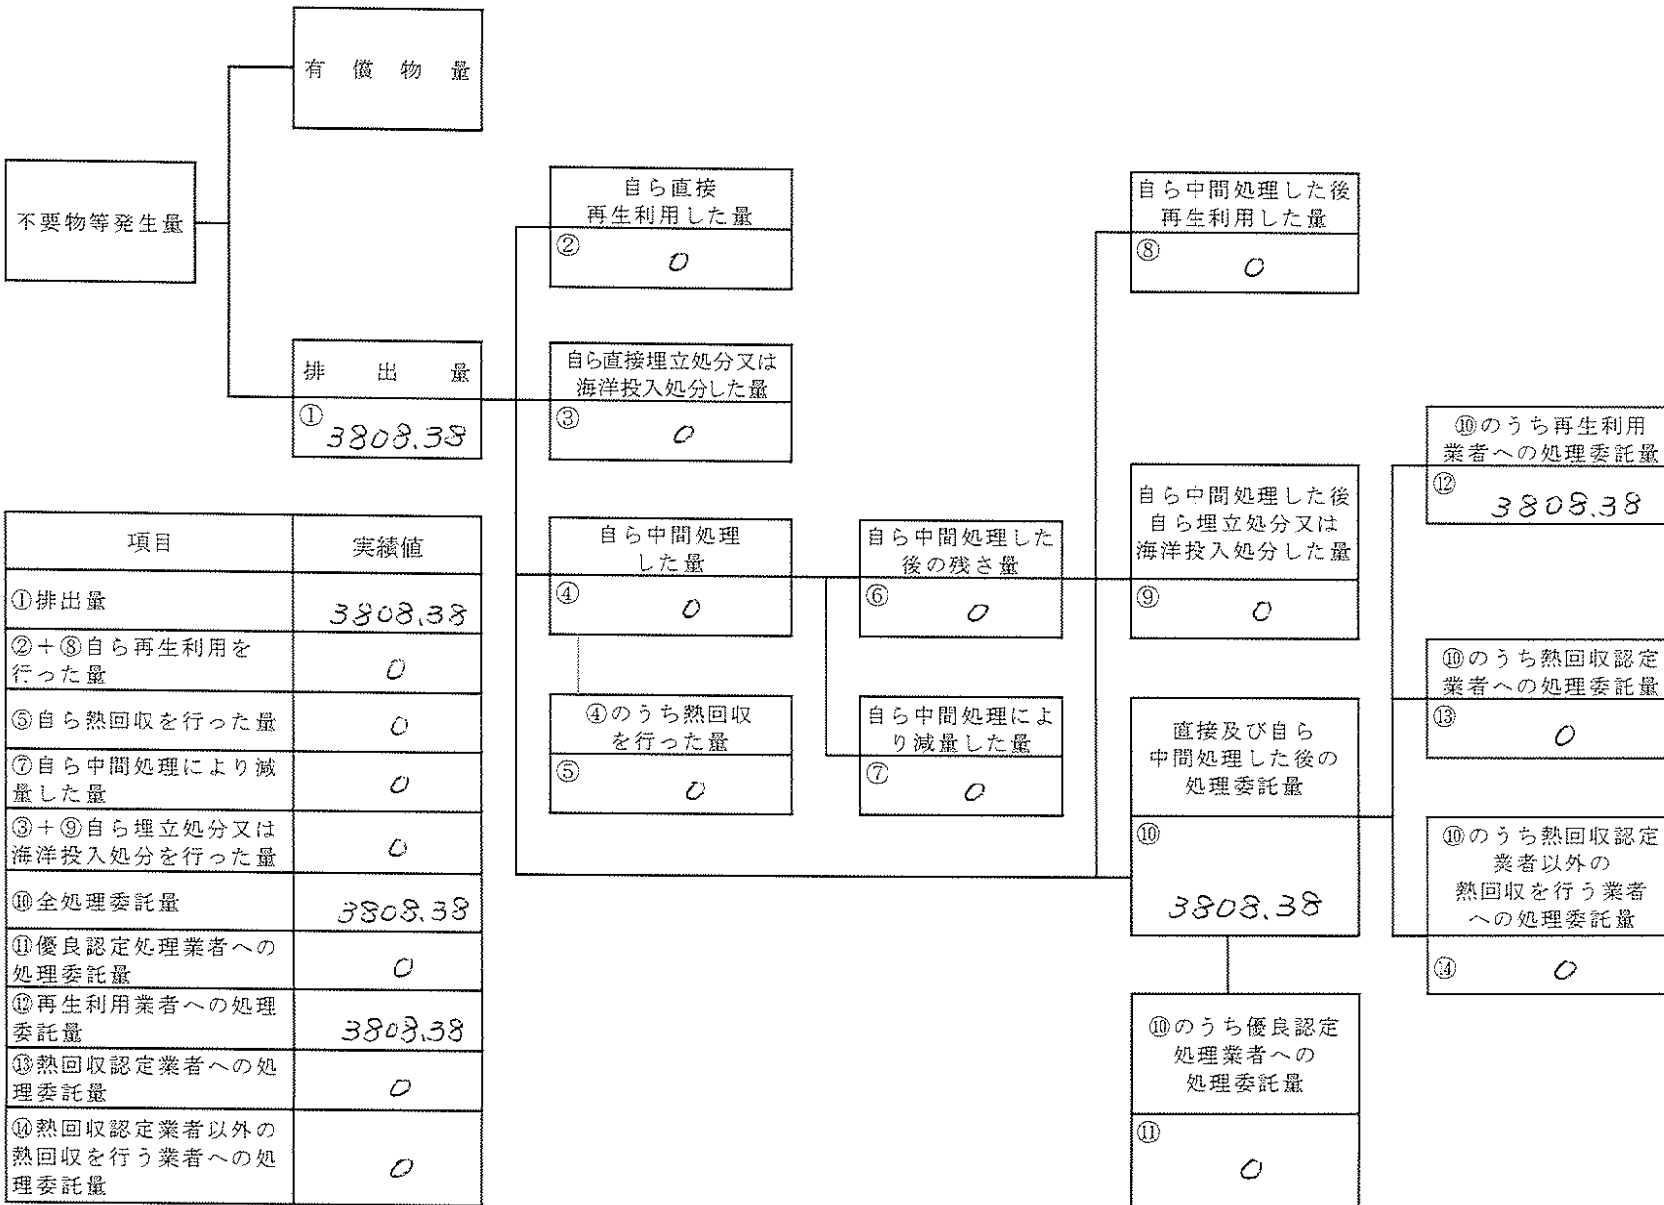 有償物量
不要物等発生量
排出量
①
3808.38
自ら直接
再生利用した量
②
0
自ら直接埋立処分又は
海洋投入処分した量
③
0
自ら中間処理
した量
④
0
④のうち熱回収
を行った量
⑤
0
自ら中間処理した
後の残さ量
⑥
0
自ら中間処理によ
り減量した量
⑦
0
自ら中間処理した後
再生利用した量
⑧
0
自ら中間処理した後
自ら埋立処分又は
海洋投入処分した量
⑨
0
直接及び自ら
中間処理した後の
処理委託量
⑩
3808.38
⑩のうち優良認定
処理業者への
処理委託量
⑪
0
⑩のうち再生利用
業者への処理委託量
⑫
3808.38
⑩のうち熱回収認定
業者への処理委託量
⑬
0
⑩のうち熱回収認定
業者以外の
熱回収を行う業者
への処理委託量
⑭
0
項目 実績値
①排出量 3808.38
②+⑧自ら再生利用を
行った量 0
⑤自ら熱回収を行った量 0
⑦自ら中間処理により減
量した量 0
③+⑨自ら埋立処分又は
海洋投入処分を行った量 0
⑩全処理委託量 3808.38
⑪優良認定処理業者への
処理委託量 0
⑫再生利用業者への処理
委託量 3808.38
⑬熱回収認定業者への処
理委託量 0
⑭熱回収認定業者以外の
熱回収を行う業者への処
理委託量 0